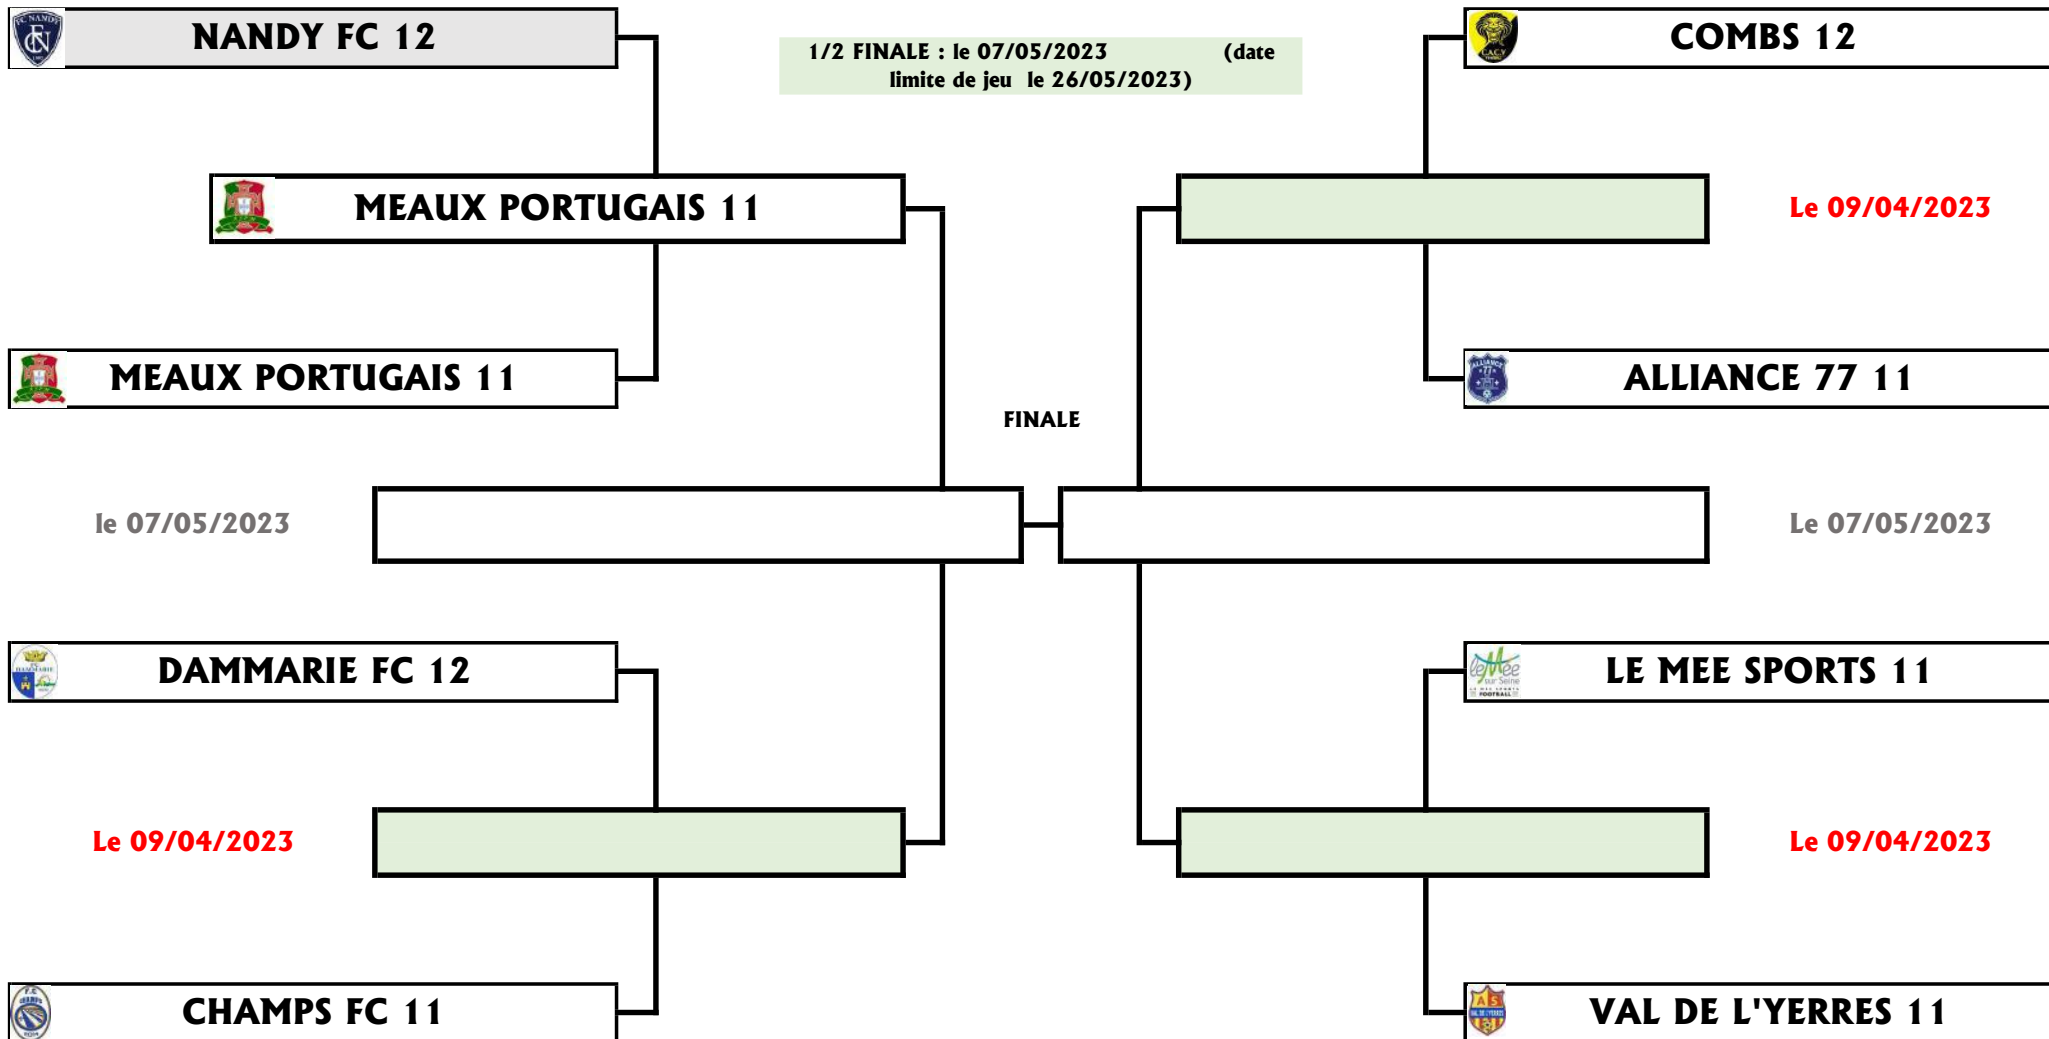 NANDY FC 12
COMBS 12
1/2 FINALE : le 07/05/2023 (date
limite de jeu le 26/05/2023)
MEAUX PORTUGAIS 11
Le 09/04/2023
MEAUX PORTUGAIS 11
ALLIANCE 77 11
FINALE
le 07/05/2023
Le 07/05/2023
DAMMARIE FC 12
LE MEE SPORTS 11
Le 09/04/2023
Le 09/04/2023
CHAMPS FC 11
VAL DE L'YERRES 11